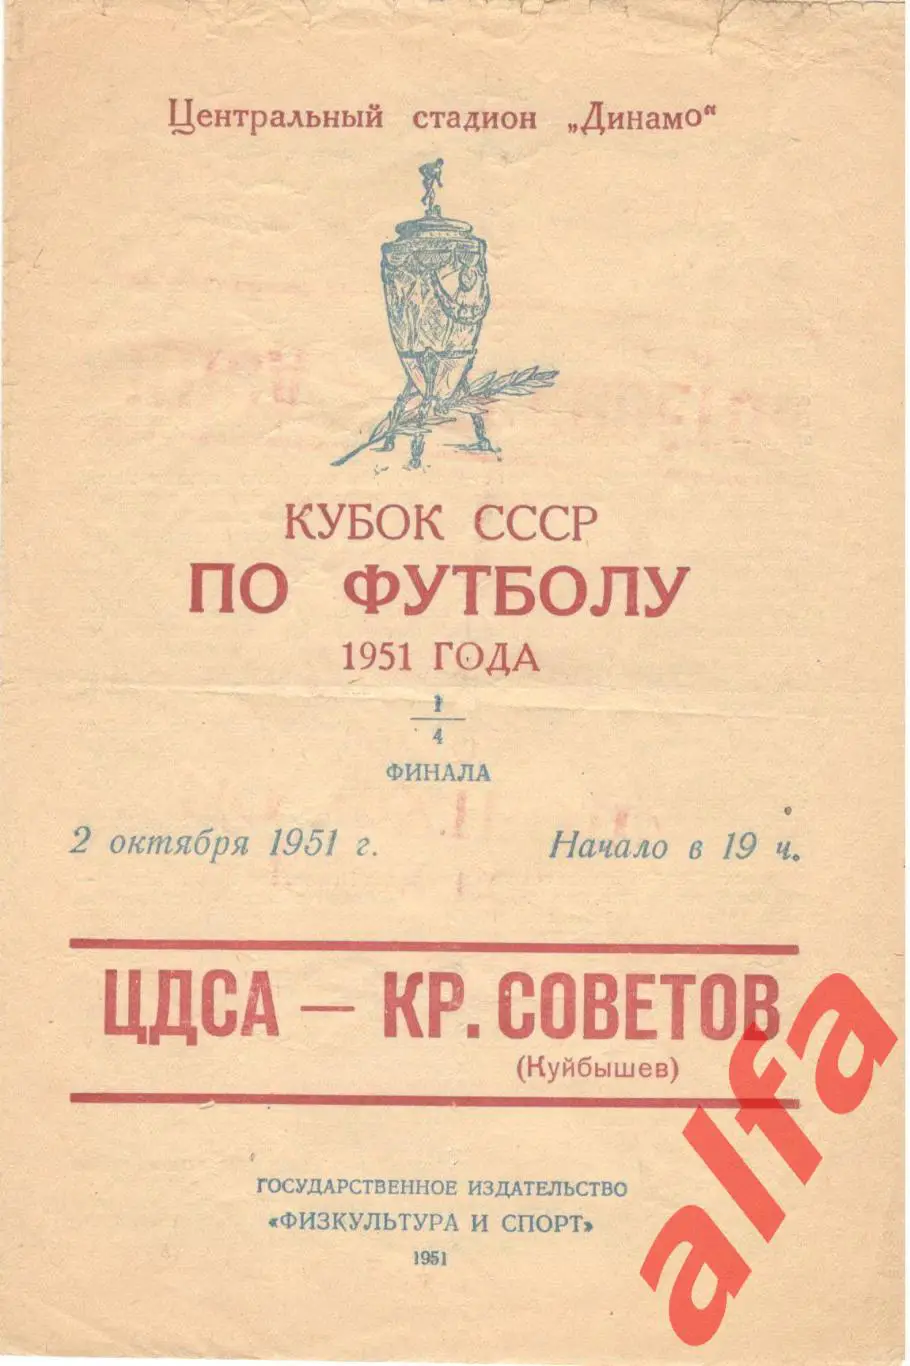 Центральный стадион „Динамо“
КУБОК СССР
ПО ФУТБОЛУ
1951 ГОДА
1
4
ФИНАЛА
2 октября 1951 г. Начало в 19 ч.
ЦДСА — КР. СОВЕТОВ
(Куйбышев)
ГОСУДАРСТВЕННОЕ ИЗДАТЕЛЬСТВО
«ФИЗКУЛЬТУРА И СПОРТ»
1951
alfa